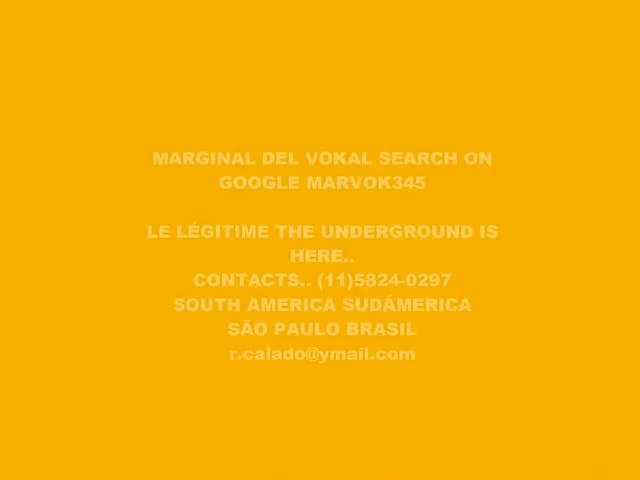 MARGINAL DEL VOKAL SEARCH ON
GOOGLE MARVOK345
LE LÉGITIME THE UNDERGROUND IS
HERE..
CONTACTS.. (11)5824-0297
SOUTH AMERICA SUDÁMERICA
SÃO PAULO BRASIL
r.calado@ymail.com